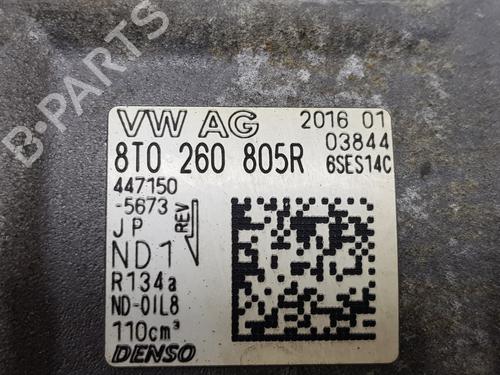 B-PARTS
VW AG 2016 01
03844
8T0 260 805R 6SES14C
447150
-5673
JP REV
ND1
R134a
ND-OIL8
110cm³
DENSO